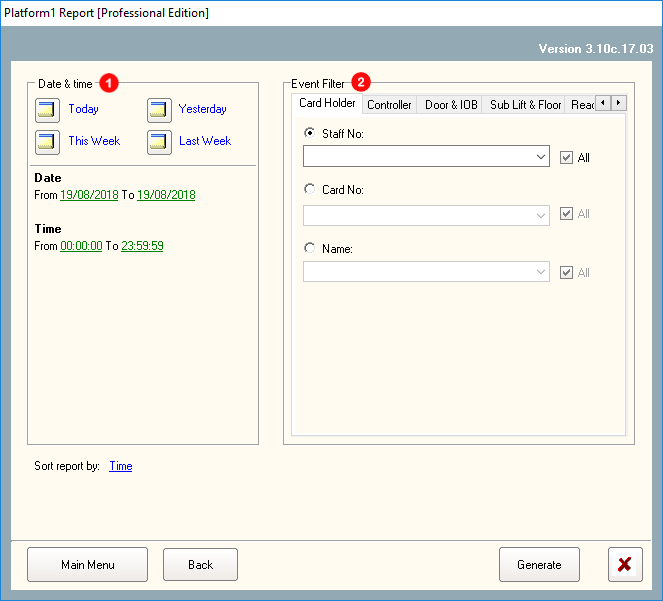 Platform1 Report [Professional Edition]
Version 3.10c.17.03
Date & time 1
Today Yesterday
This Week Last Week
Date
From 19/08/2018 To 19/08/2018
Time
From 00:00:00 To 23:59:59
Event Filter 2
Card Holder Controller Door & IOB Sub Lift & Floor Reac
Staff No:
All
Card No:
All
Name:
All
Sort report by: Time
Main Menu Back Generate